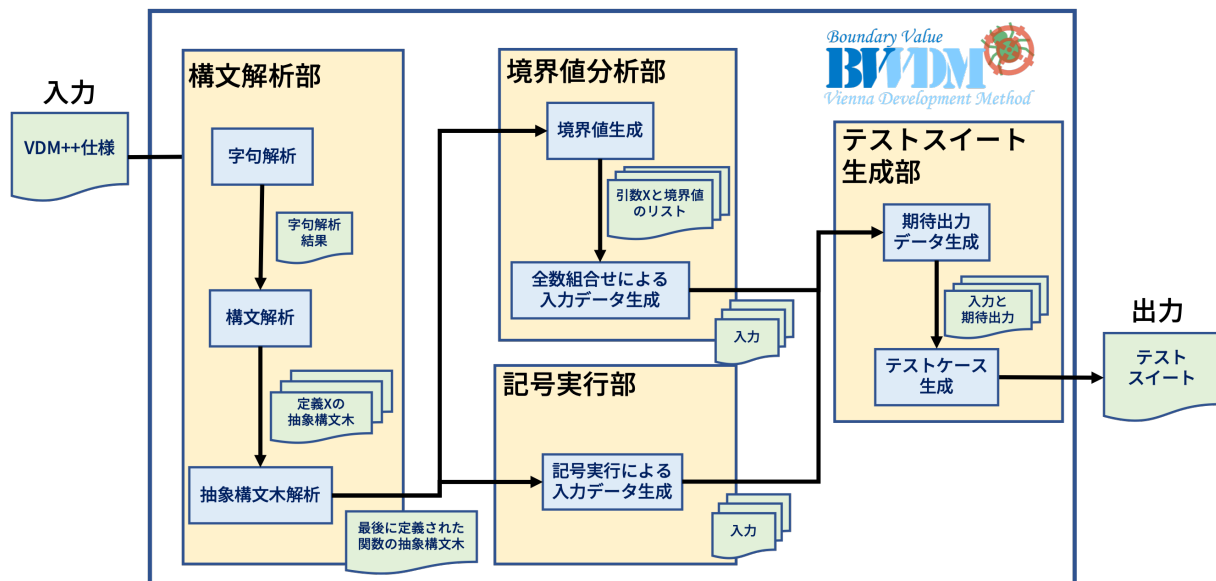 入力
VDM++仕様
構文解析部
字句解析
字句解析
結果
構文解析
定義Xの
抽象構文木
抽象構文木解析
最後に定義された
関数の抽象構文木
境界値分析部
境界値生成
引数Xと境界値
のリスト
全数組合せによる
入力データ生成
入力
記号実行部
記号実行による
入力データ生成
入力
Boundary Value
BWDM
Vienna Development Method
テストスイート
生成部
期待出力
データ生成
入力と
期待出力
テストケース
生成
出力
テスト
スイート